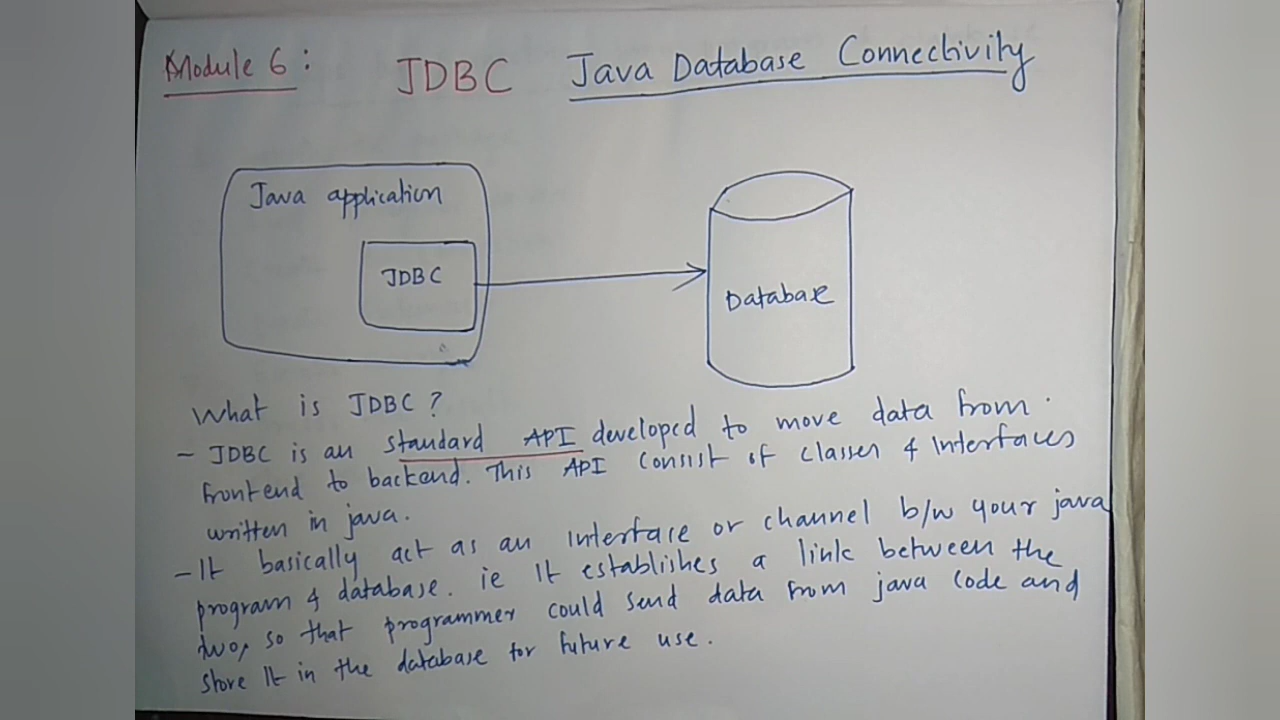 Module 6 : JDBC Java Database Connectivity
Java application
JDBC
Database
What is JDBC ?
- JDBC is an standard API developed to move data from
frontend to backend. This API consist of classes & Interfaces
written in java.
- It basically act as an interface or channel b/w your java
program & database. ie It establishes a link between the
two, so that programmer could send data from java code and
store It in the database for future use.